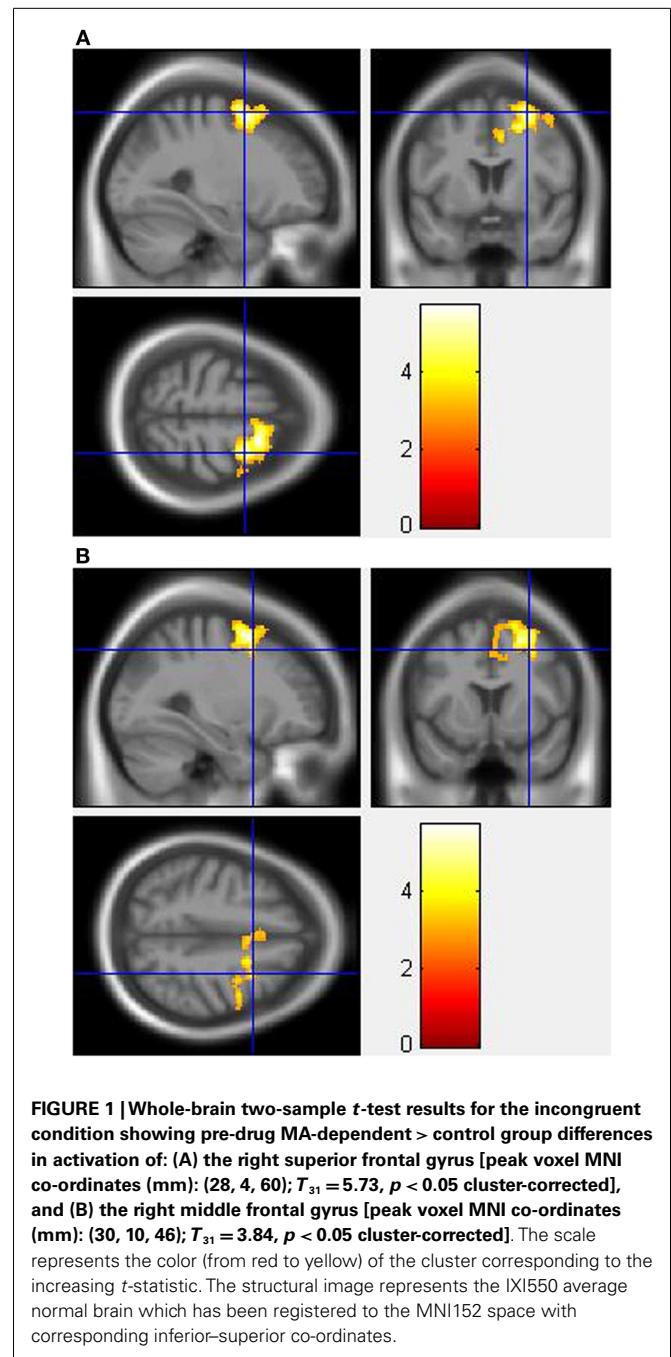 A
4
2
0
B
4
2
0
FIGURE 1 | Whole-brain two-sample t-test results for the incongruent
condition showing pre-drug MA-dependent > control group differences
in activation of: (A) the right superior frontal gyrus [peak voxel MNI
co-ordinates (mm): (28, 4, 60); T31 = 5.73, p < 0.05 cluster-corrected],
and (B) the right middle frontal gyrus [peak voxel MNI co-ordinates
(mm): (30, 10, 46); T31 = 3.84, p < 0.05 cluster-corrected]. The scale
represents the color (from red to yellow) of the cluster corresponding to the
increasing t-statistic. The structural image represents the IXI550 average
normal brain which has been registered to the MNI152 space with
corresponding inferior–superior co-ordinates.